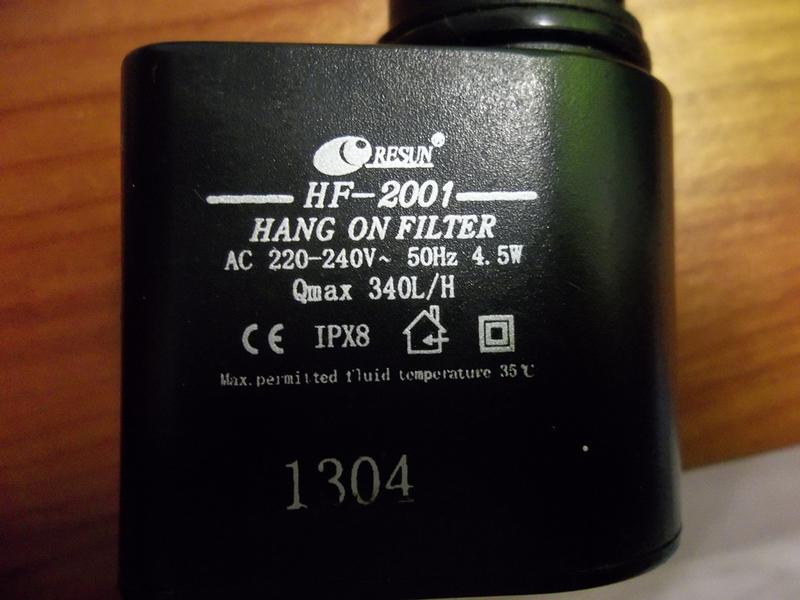 RESUN®
HF-2001
HANG ON FILTER
AC 220-240V~ 50Hz 4.5W
Qmax 340L/H
CE IPX8
Max. permitted fluid temperature 35℃
1304